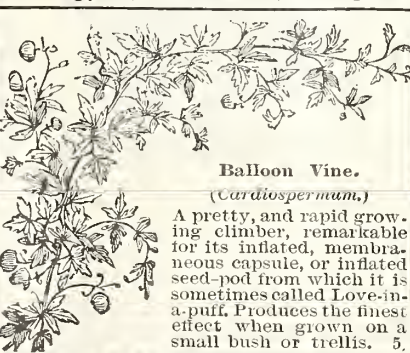 Balloon Vine.
(Cardiospermum.)
A pretty, and rapid grow-
ing climber, remarkable
for its inflated, membra-
neous capsule, or inflated
seed-pod from which it is
sometimes called Love-in-
a-puff. Produces the finest
effect when grown on a
small bush or trellis. 5,